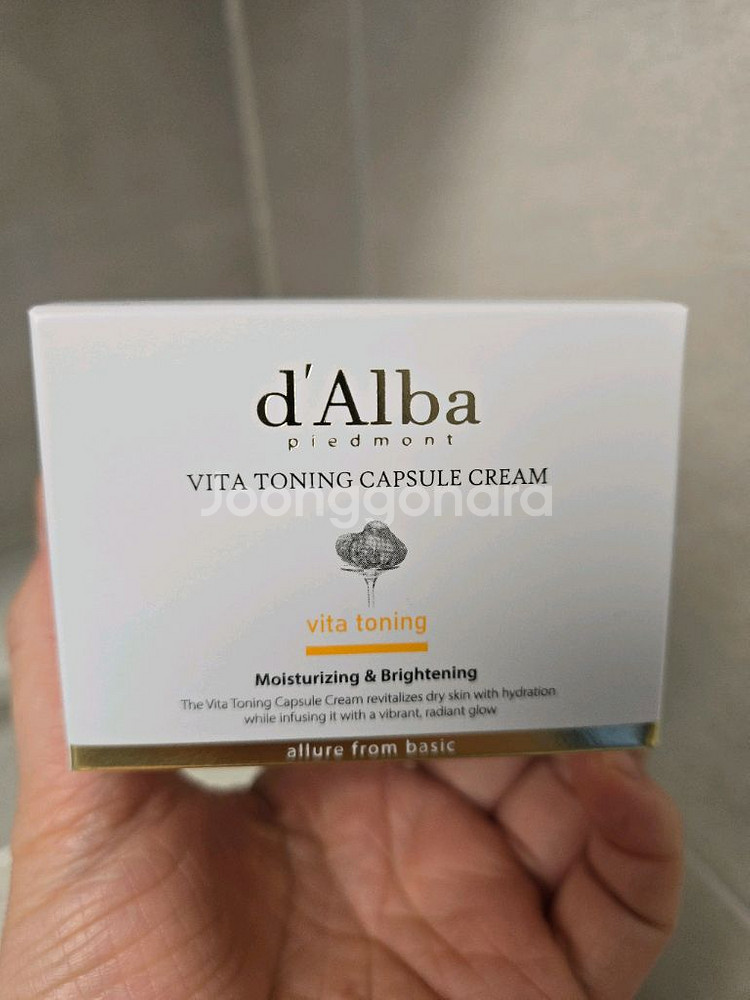 d'Alba
piedmont
VITA TONING CAPSULE CREAM
Joonggonara
vita toning
Moisturizing & Brightening
The Vita Toning Capsule Cream revitalizes dry skin with hydration
while infusing it with a vibrant, radiant glow
allure from basic